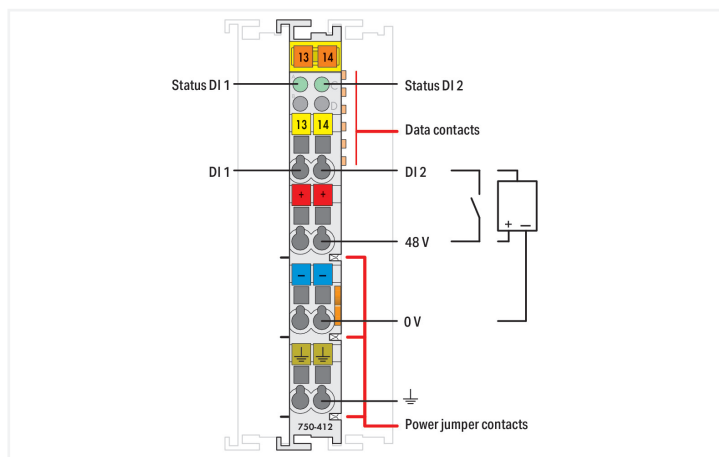 13 14
Status DI 1
C
Status DI 2
D
13 14
Data contacts
DI 1
DI 2
+ +
+ –
48 V
– –
0 V
750-412
Power jumper contacts